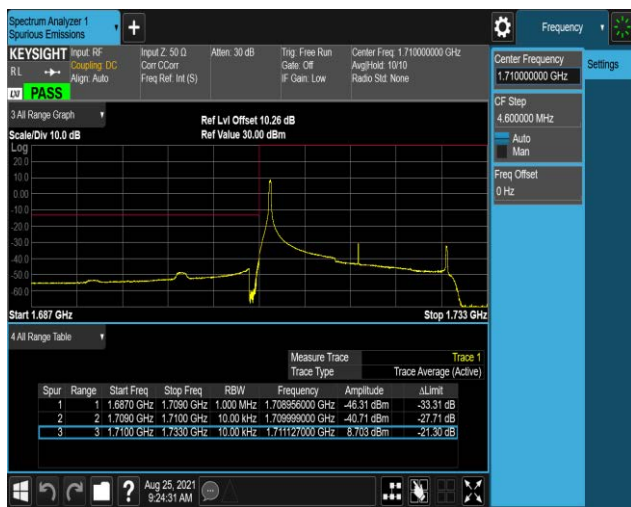 Spectrum Analyzer 1
Spurious Emissions
Frequency
KEYSIGHT Input: RF Input Z: 50 Ω Atten: 30 dB Trig: Free Run Center Freq: 1.710000000 GHz
R L Coupling: DC Corr CCorr Gate: Off Avg|Hold: 10/10
Align: Auto Freq Ref: Int (S) IF Gain: Low Radio Std: None
LXI PASS
Center Frequency
1.710000000 GHz
Settings
CF Step
4.600000 MHz
Auto
Man
Freq Offset
0 Hz
3 All Range Graph
Ref Lvl Offset 10.26 dB
Scale/Div 10.0 dB Ref Value 30.00 dBm
Log
20.0
10.0
0.00
-10.0
-20.0
-30.0
-40.0
-50.0
-60.0
Start 1.687 GHz Stop 1.733 GHz
4 All Range Table
Measure Trace Trace 1
Trace Type Trace Average (Active)
Spur Range Start Freq Stop Freq RBW Frequency Amplitude ΔLimit
1 1 1.6870 GHz 1.7090 GHz 1.000 MHz 1.708956000 GHz -46.31 dBm -33.31 dB
2 2 1.7090 GHz 1.7100 GHz 10.00 kHz 1.709999000 GHz -40.71 dBm -27.71 dB
3 3 1.7100 GHz 1.7330 GHz 10.00 kHz 1.711127000 GHz 8.703 dBm -21.30 dB
?
Aug 25, 2021
9:24:31 AM